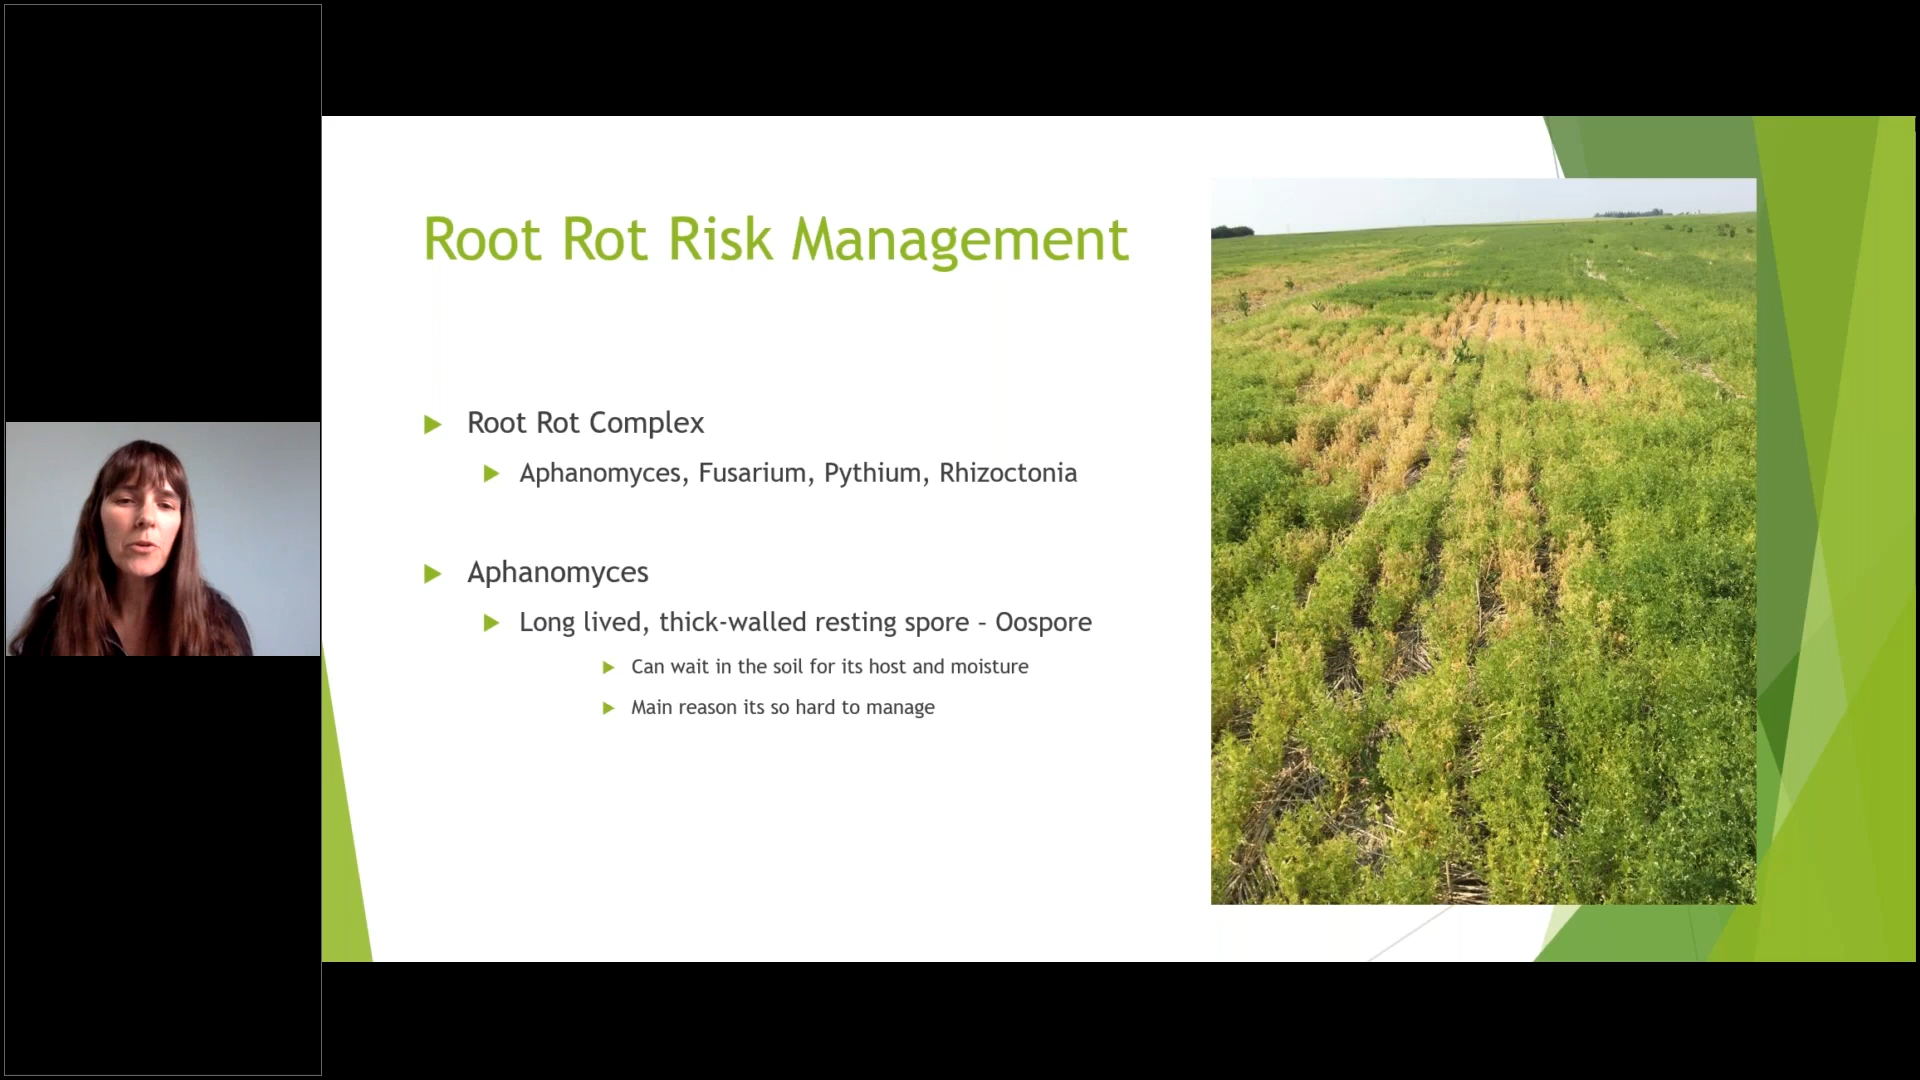 Root Rot Risk Management
Root Rot Complex
Aphanomyces, Fusarium, Pythium, Rhizoctonia
Aphanomyces
Long lived, thick-walled resting spore – Oospore
Can wait in the soil for its host and moisture
Main reason its so hard to manage